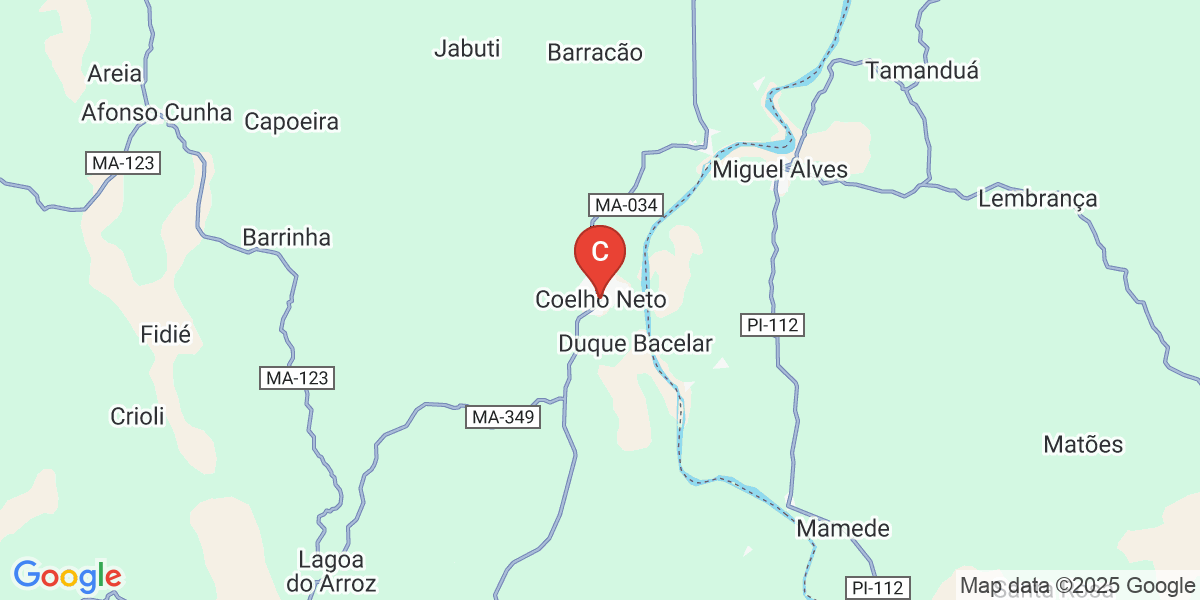 Jabuti
Barracão
Areia
Tamanduá
Afonso Cunha
Capoeira
MA-123
Miguel Alves
MA-034
Lembrança
Barrinha
C
Coelho Neto
PI-112
Fidié
Duque Bacelar
MA-123
Crioli
MA-349
Matões
Mamede
Lagoa
do Arroz
Google
PI-112
Map data ©2025 Google
Santa Rosa